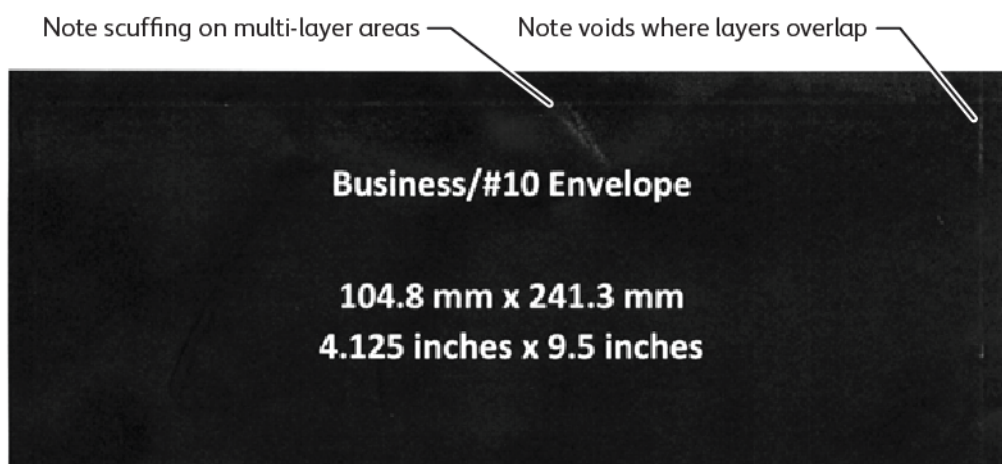 Note scuffing on multi-layer areas
Note voids where layers overlap
Business/#10 Envelope
104.8 mm x 241.3 mm
4.125 inches x 9.5 inches